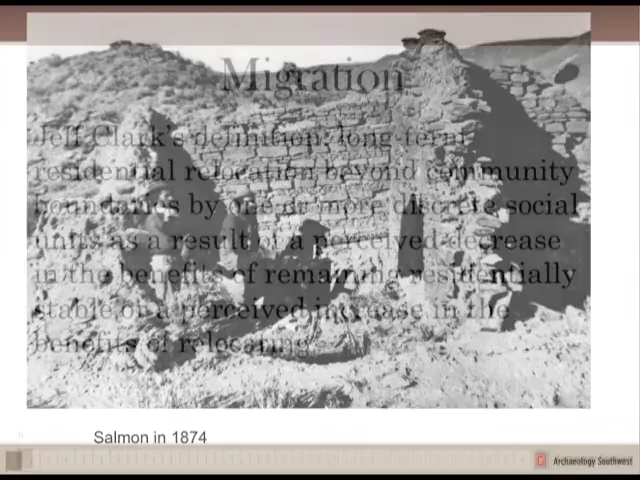 Migration
Jeff Clark's definition: long-term
residential relocation beyond community
boundaries by one or more discrete social
units as a result of a perceived decrease
in the benefits of remaining residentially
stable or a perceived increase in the
benefits of relocating
Salmon in 1874
Archaeology Southwest